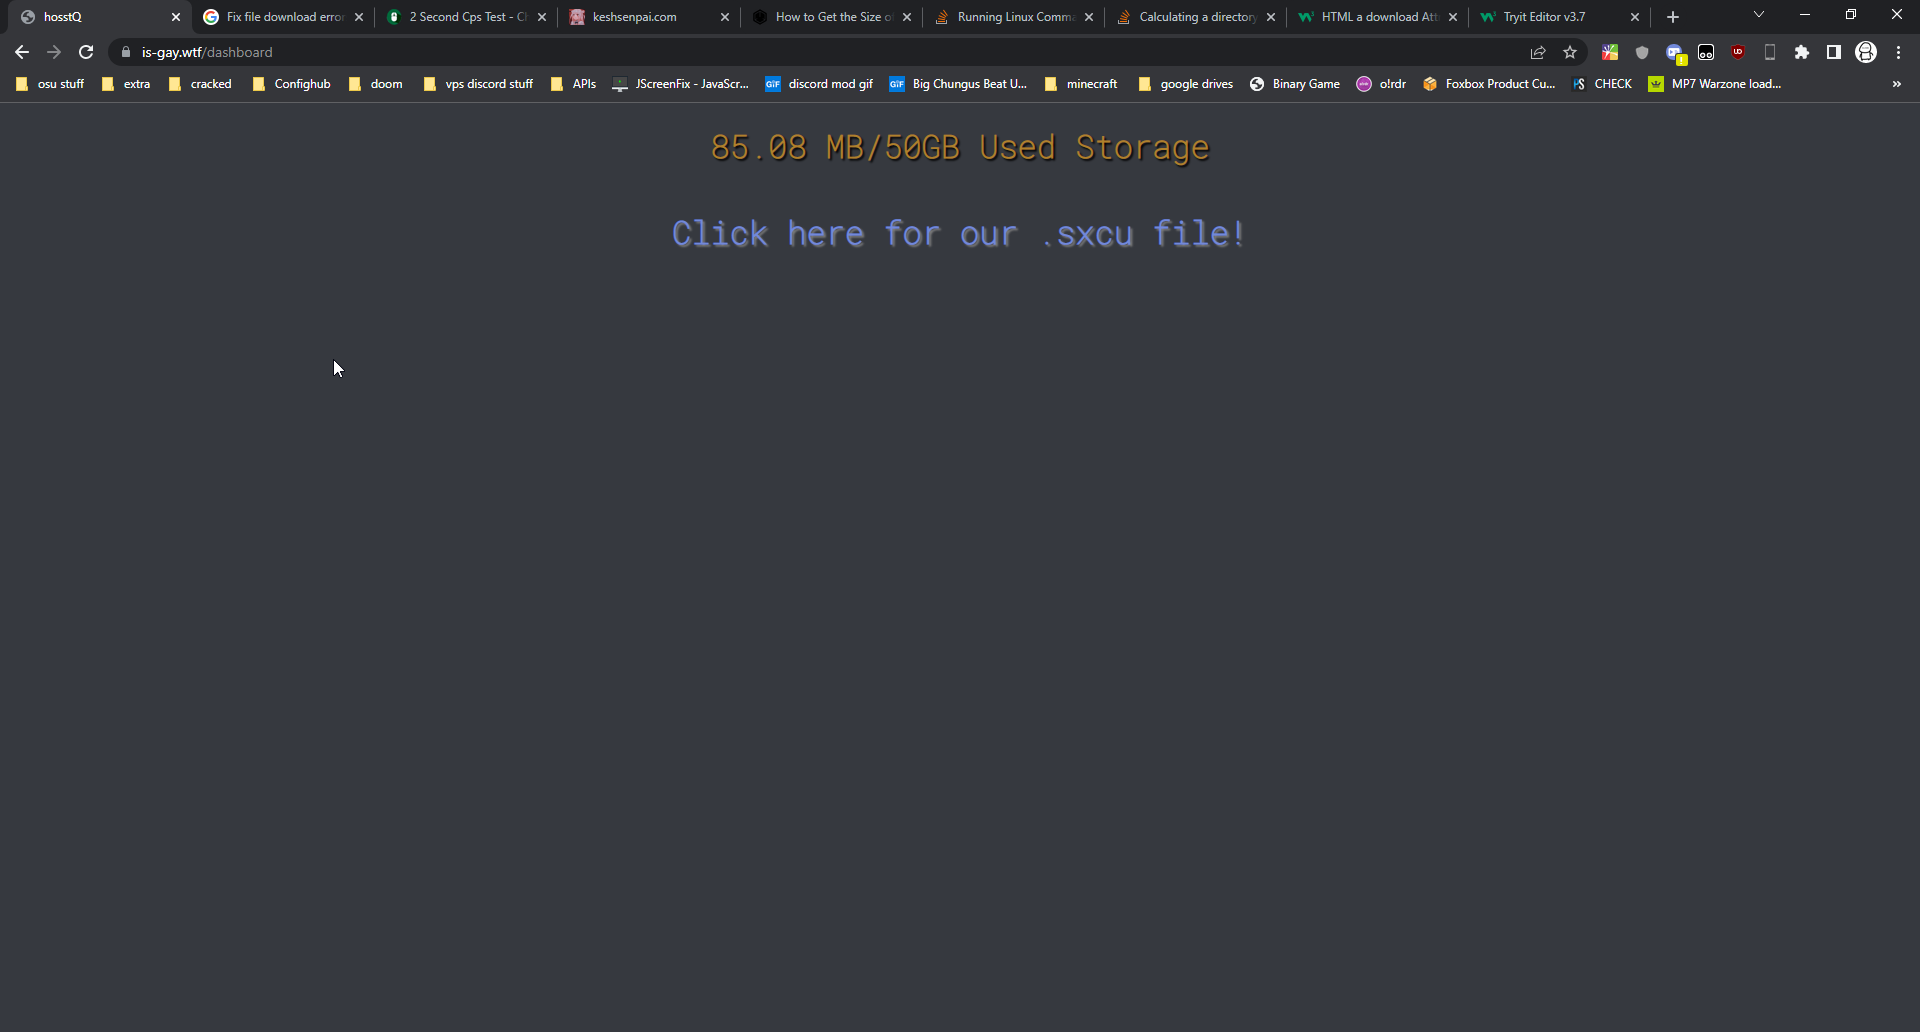 hosstQ
Fix file download error
2 Second Cps Test - C
keshsenpai.com
How to Get the Size o
Running Linux Comma
Calculating a directory
HTML a download Att
Tryit Editor v3.7
is-gay.wtf/dashboard
osu stuff
extra
cracked
Confighub
doom
vps discord stuff
APIs
JScreenFix - JavaScr...
GIF
discord mod gif
GIF
Big Chungus Beat U...
minecraft
google drives
Binary Game
o!rdr
Foxbox Product Cu...
CHECK
MP7 Warzone load...
»
85.08 MB/50GB Used Storage
Click here for our .sxcu file!